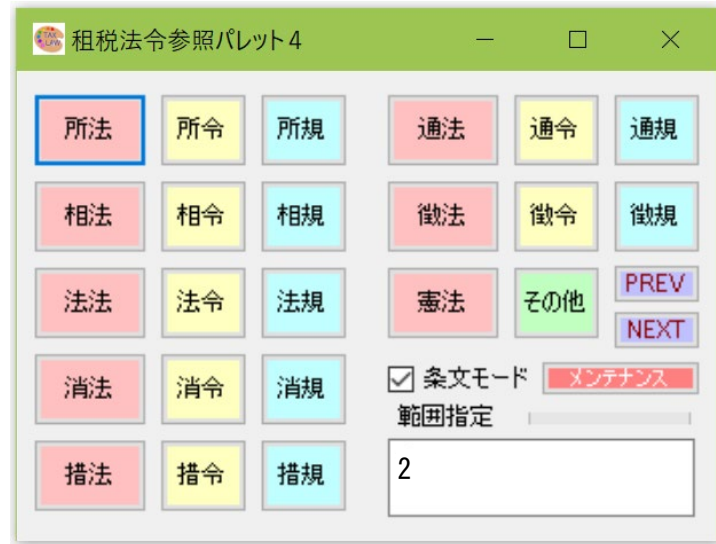 TAX LAW
租税法令参照パレット4
所法 所令 所規 通法 通令 通規
相法 相令 相規 徴法 徴令 徴規
法法 法令 法規 憲法 その他 PREV
NEXT
消法 消令 消規 条文モード メンテナンス
範囲指定
措法 措令 措規 2